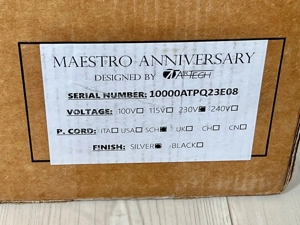 MAESTRO ANNIVERSARY
DESIGNED BY AIRTECH
SERIAL NUMBER: 10000ATPQ23E08
VOLTAGE: 100V☐ 115V☐ 230V■ 240V☐
P. CORD: ITA☐ USA☐ SCH■ UK☐ CH☐ CN☐
FINISH: SILVER■ BLACK☐